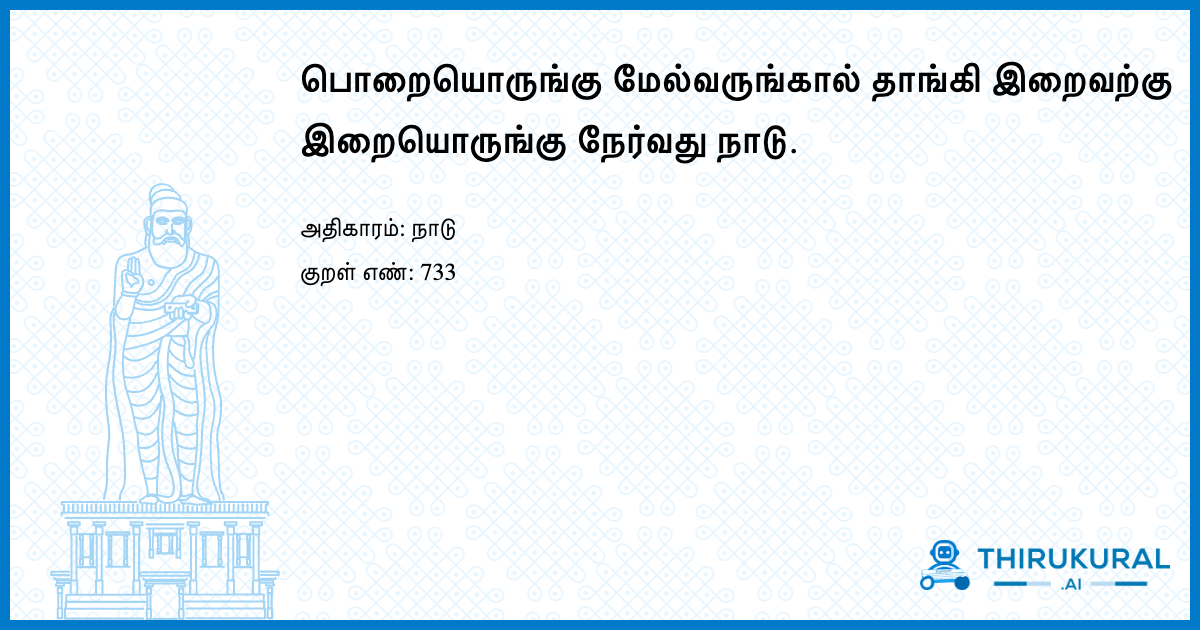 பொறையொருங்கு மேல்வருங்கால் தாங்கி இறைவற்கு
இறையொருங்கு நேர்வது நாடு.
அதிகாரம்: நாடு
குறள் எண்: 733
THIRUKURAL
.AI